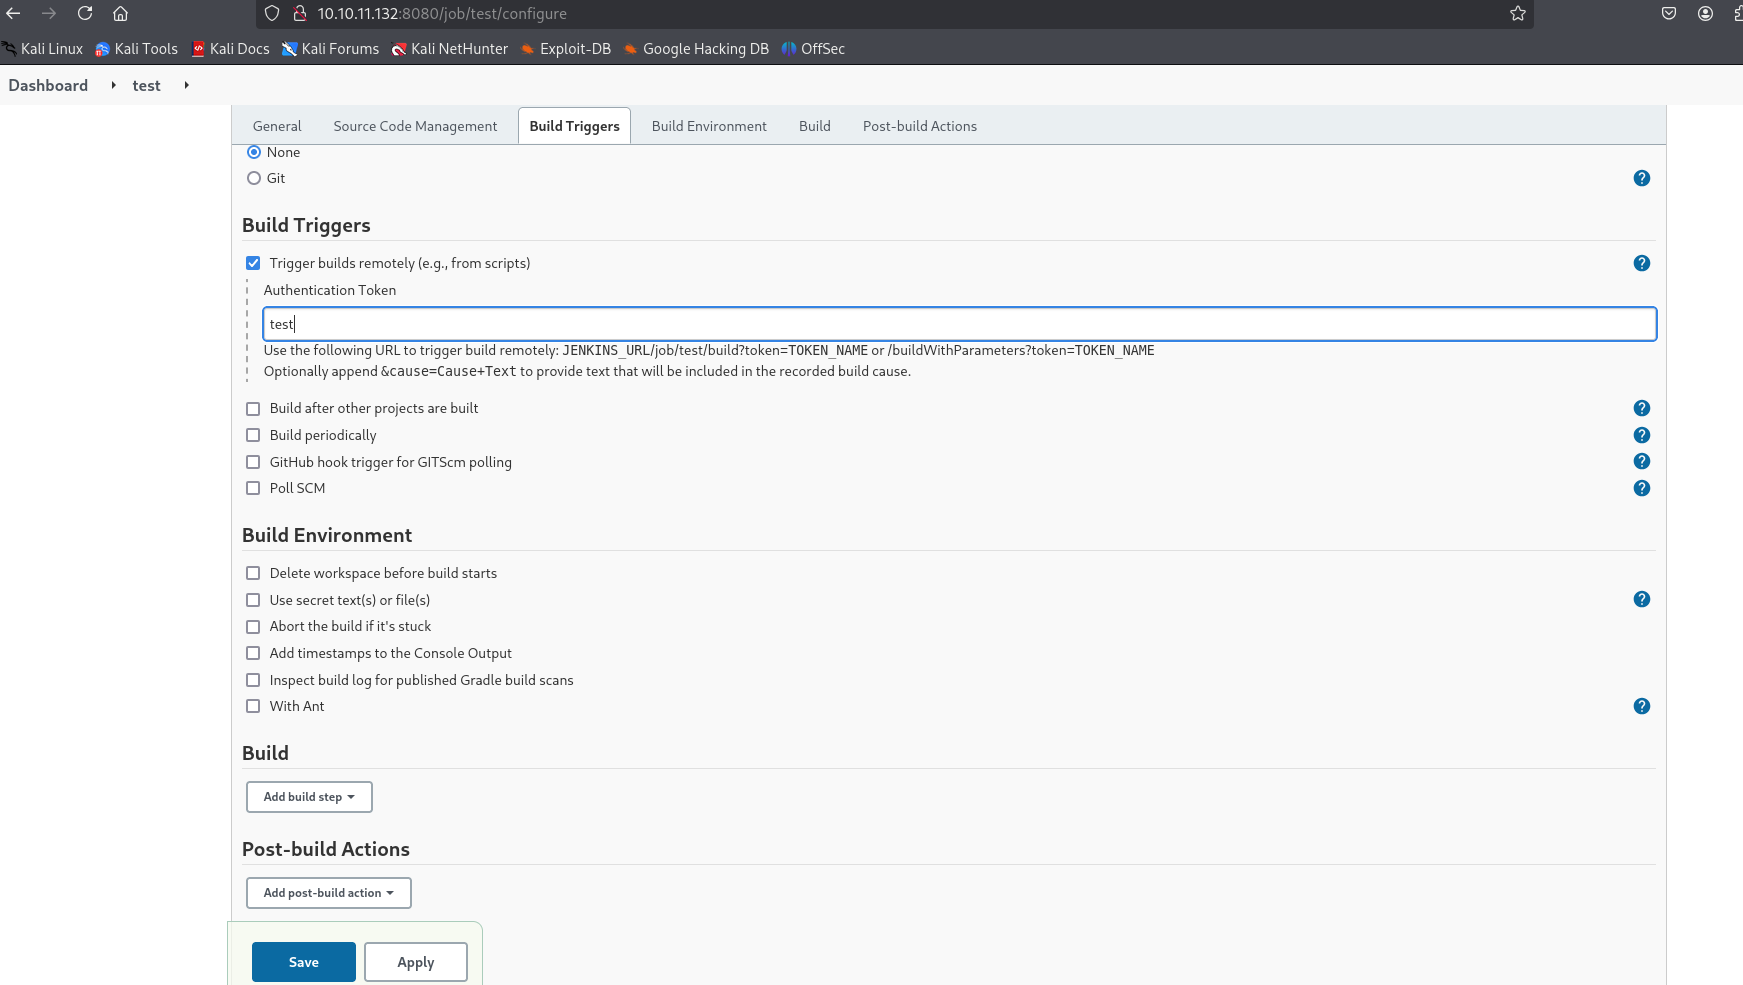 10.10.11.132:8080/job/test/configure
Kali Linux Kali Tools Kali Docs Kali Forums Kali NetHunter Exploit-DB Google Hacking DB OffSec
Dashboard test
General Source Code Management Build Triggers Build Environment Build Post-build Actions
None
Git
Build Triggers
Trigger builds remotely (e.g., from scripts)
Authentication Token
test
Use the following URL to trigger build remotely: JENKINS_URL/job/test/build?token=TOKEN_NAME or /buildWithParameters?token=TOKEN_NAME
Optionally append &cause=Cause+Text to provide text that will be included in the recorded build cause.
Build after other projects are built
Build periodically
GitHub hook trigger for GITScm polling
Poll SCM
Build Environment
Delete workspace before build starts
Use secret text(s) or file(s)
Abort the build if it's stuck
Add timestamps to the Console Output
Inspect build log for published Gradle build scans
With Ant
Build
Add build step
Post-build Actions
Add post-build action
Save Apply